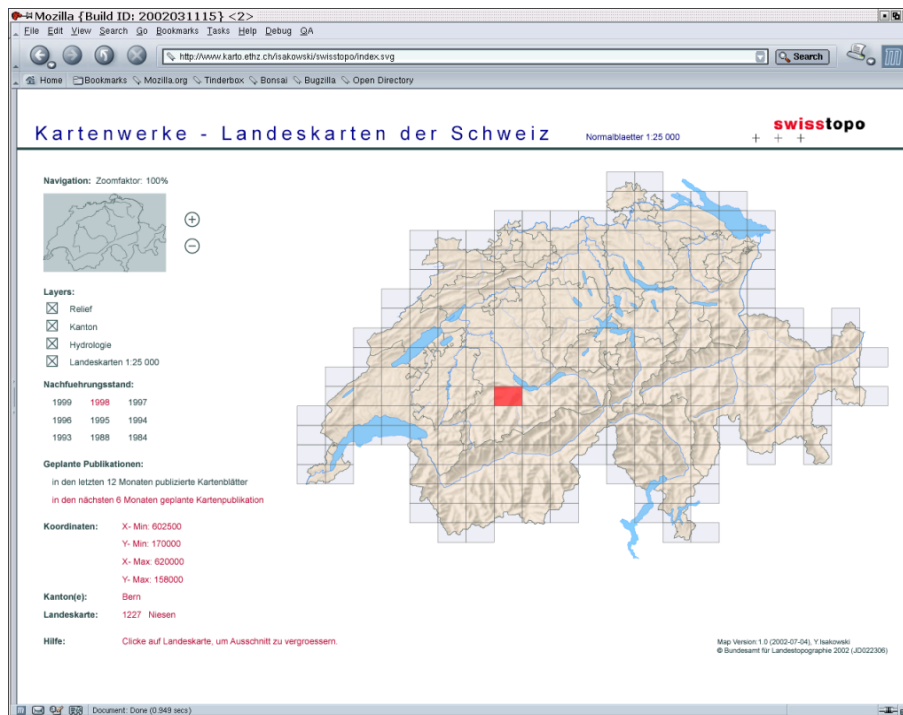 Mozilla {Build ID: 2002031115} <2>
File Edit View Search Go Bookmarks Tasks Help Debug QA
http://www.karto.ethz.ch/isakowski/swisstopo/index.svg
Search
Home Bookmarks Mozilla.org Tinderbox Bonsai Bugzilla Open Directory
Kartenwerke - Landeskarten der Schweiz
Normalblaetter 1:25 000
swisstopo
Navigation: Zoomfaktor: 100%
Layers:
Relief
Kanton
Hydrologie
Landeskarten 1:25 000
Nachfuehrungsstand:
1999 1998 1997
1996 1995 1994
1993 1988 1984
Geplante Publikationen:
in den letzten 12 Monaten publizierte Kartenblätter
in den nächsten 6 Monaten geplante Kartenpublikation
Koordinaten: X- Min: 602500
Y- Min: 170000
X- Max: 620000
Y- Max: 158000
Kanton(e): Bern
Landeskarte: 1227 Niesen
Hilfe: Clicke auf Landeskarte, um Ausschnitt zu vergroessern.
Map Version:1.0 (2002-07-04), Y.Isakowski
© Bundesamt für Landestopographie 2002 (JD022306)
Document: Done (0.949 secs)